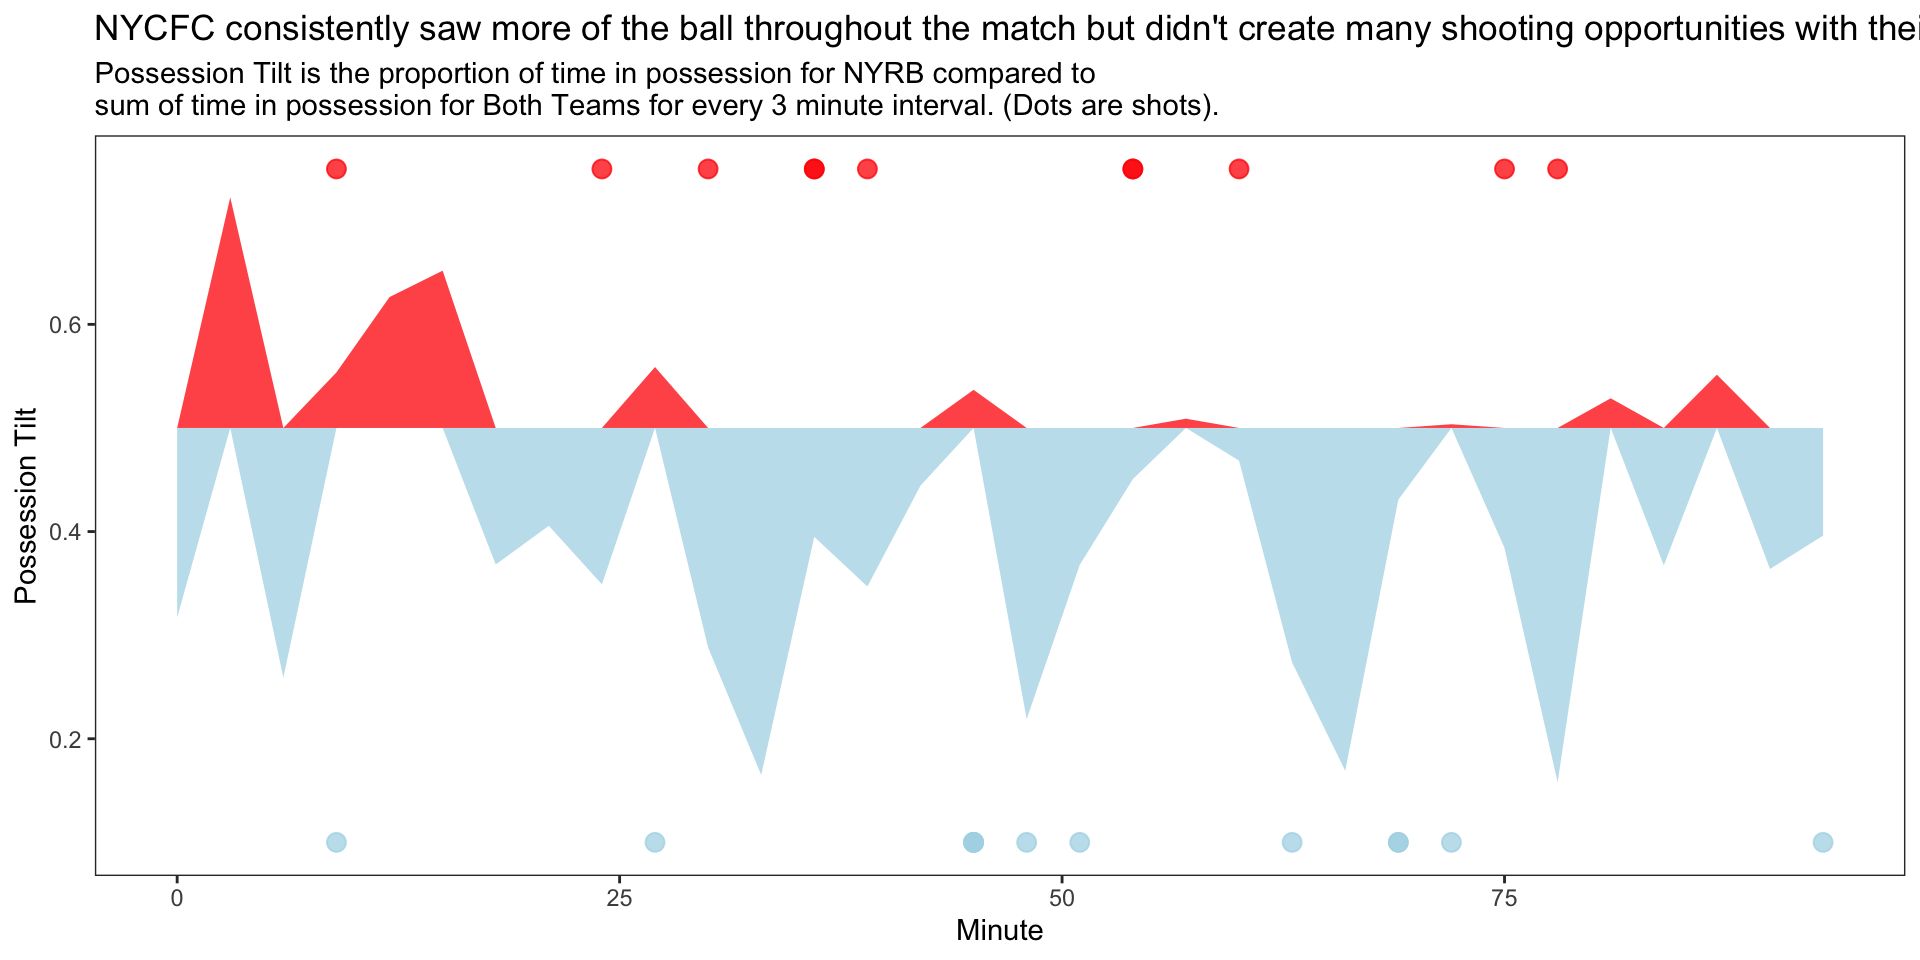 NYCFC consistently saw more of the ball throughout the match but didn't create many shooting opportunities with
Possession Tilt is the proportion of time in possession for NYRB compared to
sum of time in possession for Both Teams for every 3 minute interval. (Dots are shots).
Possession Tilt
0.6
0.4
0.2
0
25
50
75
Minute